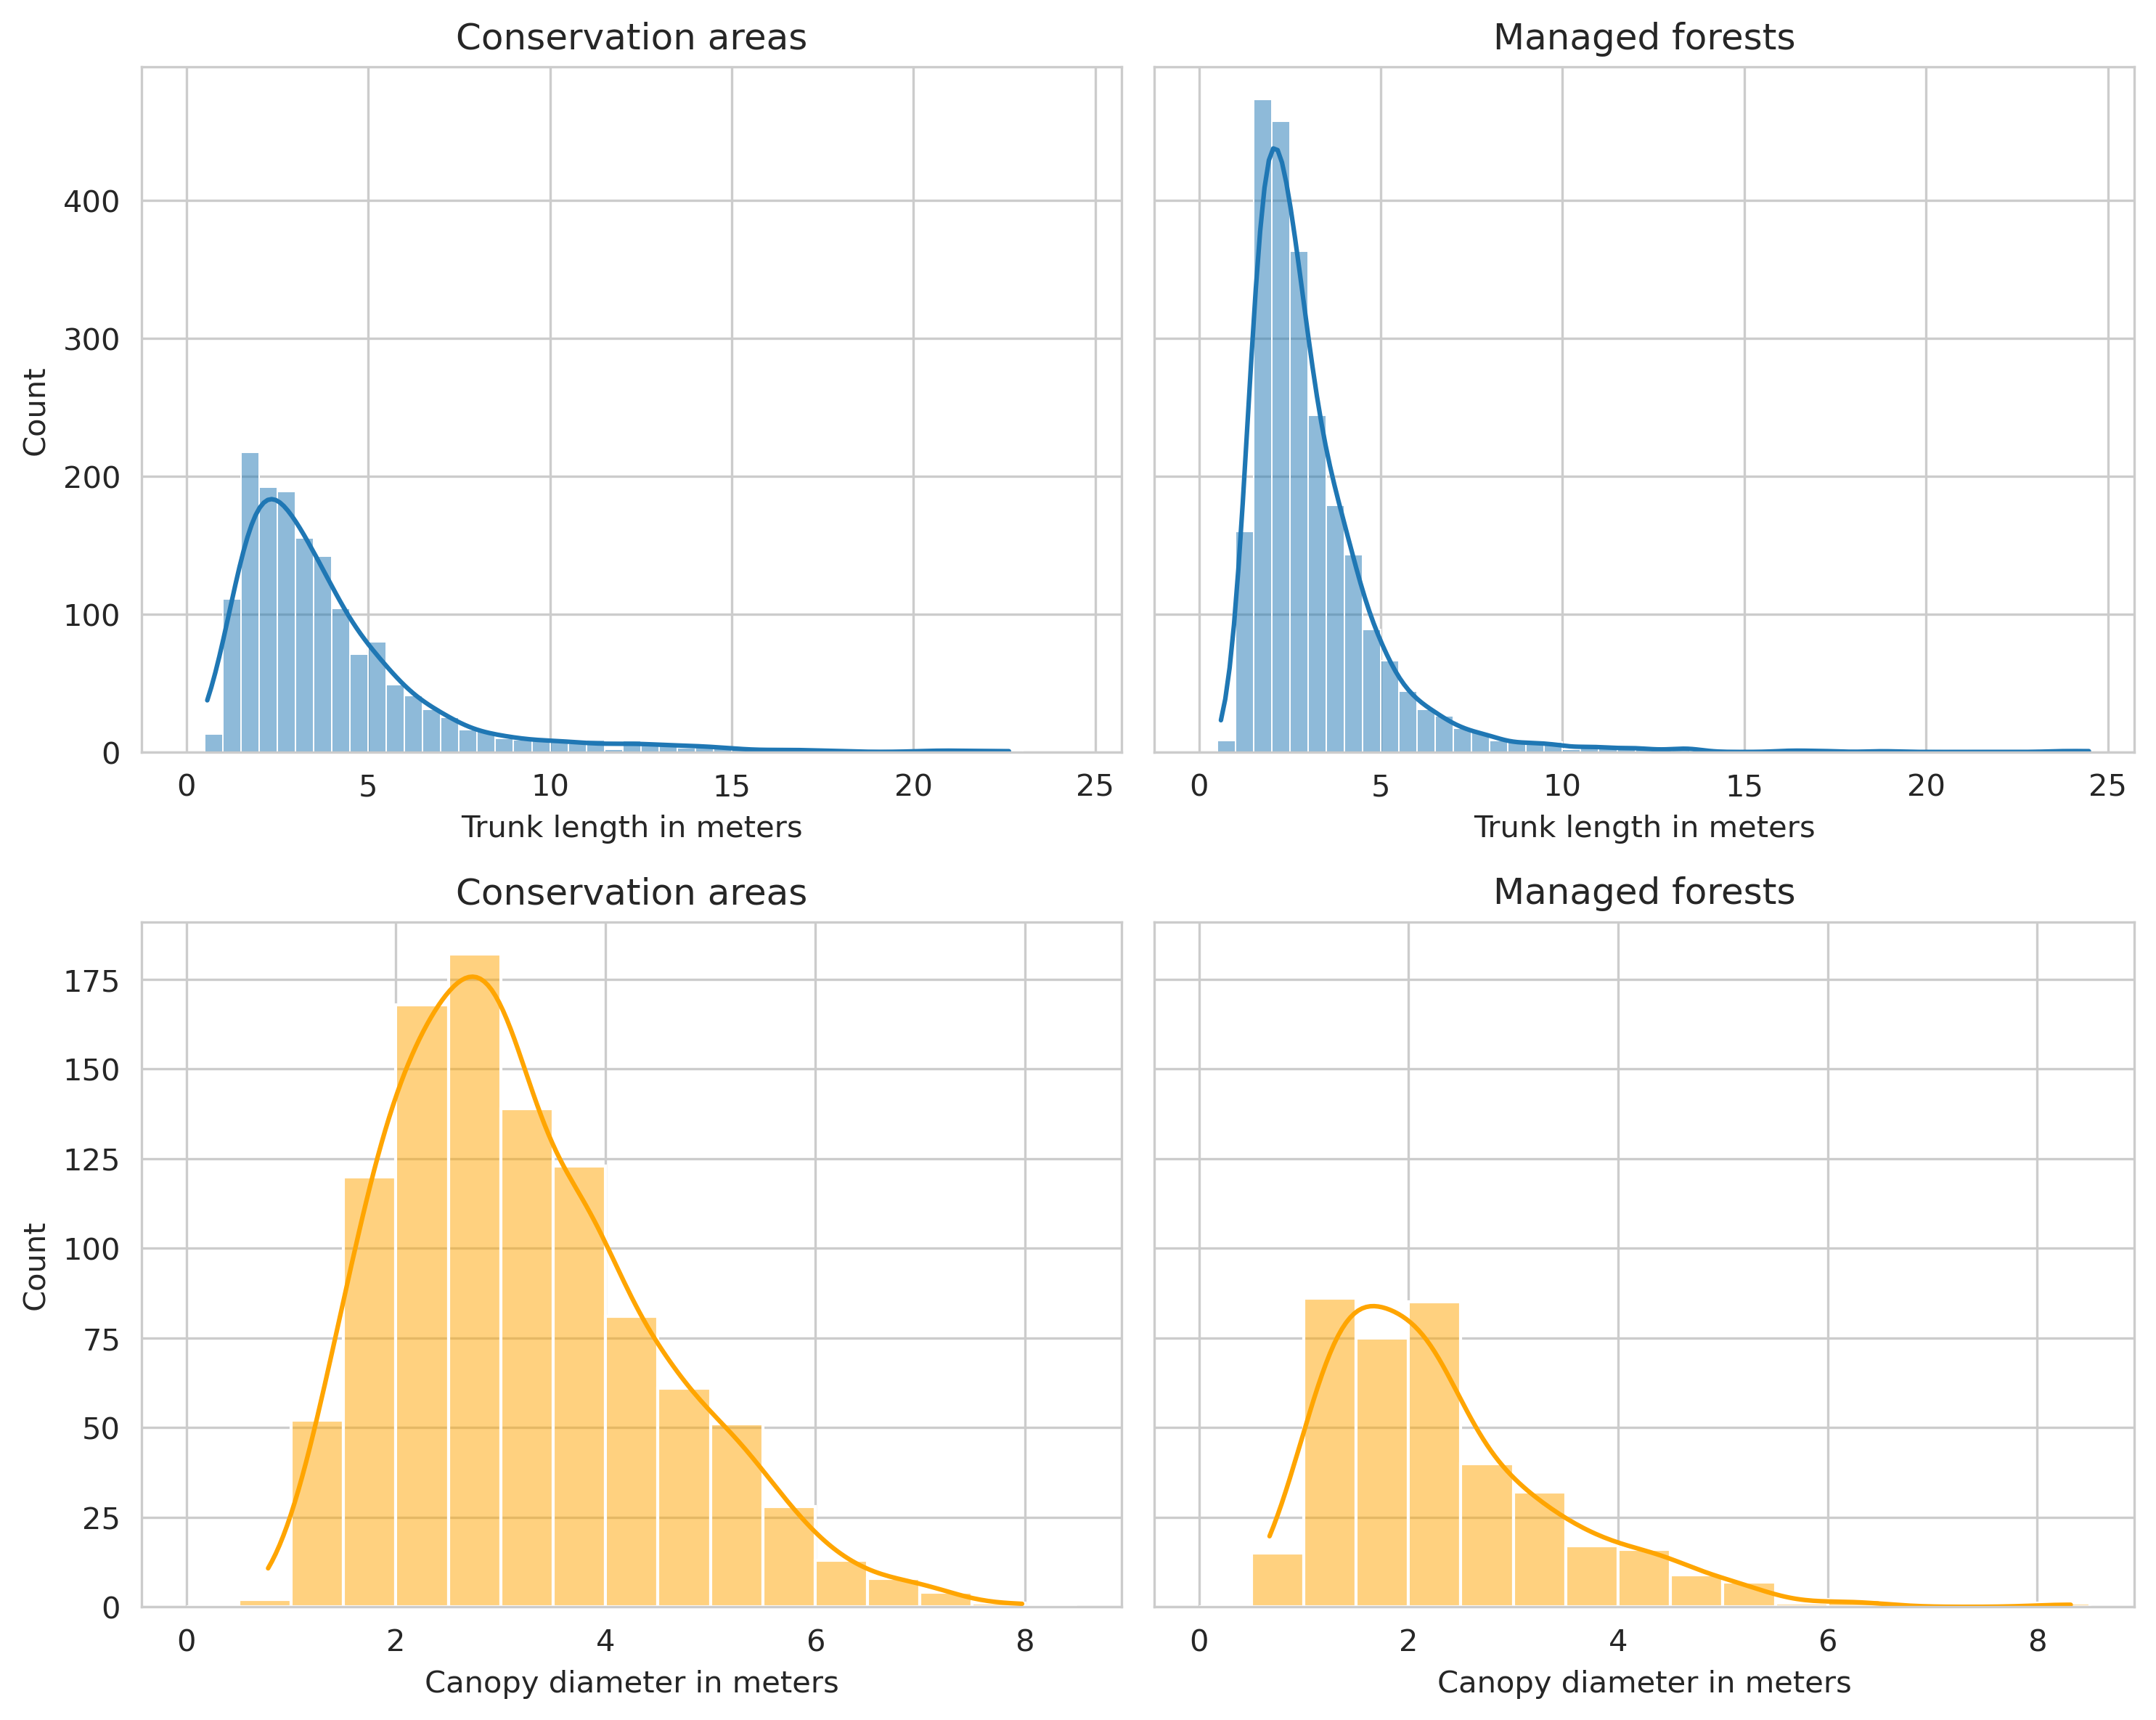 Conservation areas
Managed forests
Count
400
300
200
100
0
0 5 10 15 20 25
0 5 10 15 20 25
Trunk length in meters
Trunk length in meters
Conservation areas
Managed forests
Count
175
150
125
100
75
50
25
0
0 2 4 6 8
0 2 4 6 8
Canopy diameter in meters
Canopy diameter in meters